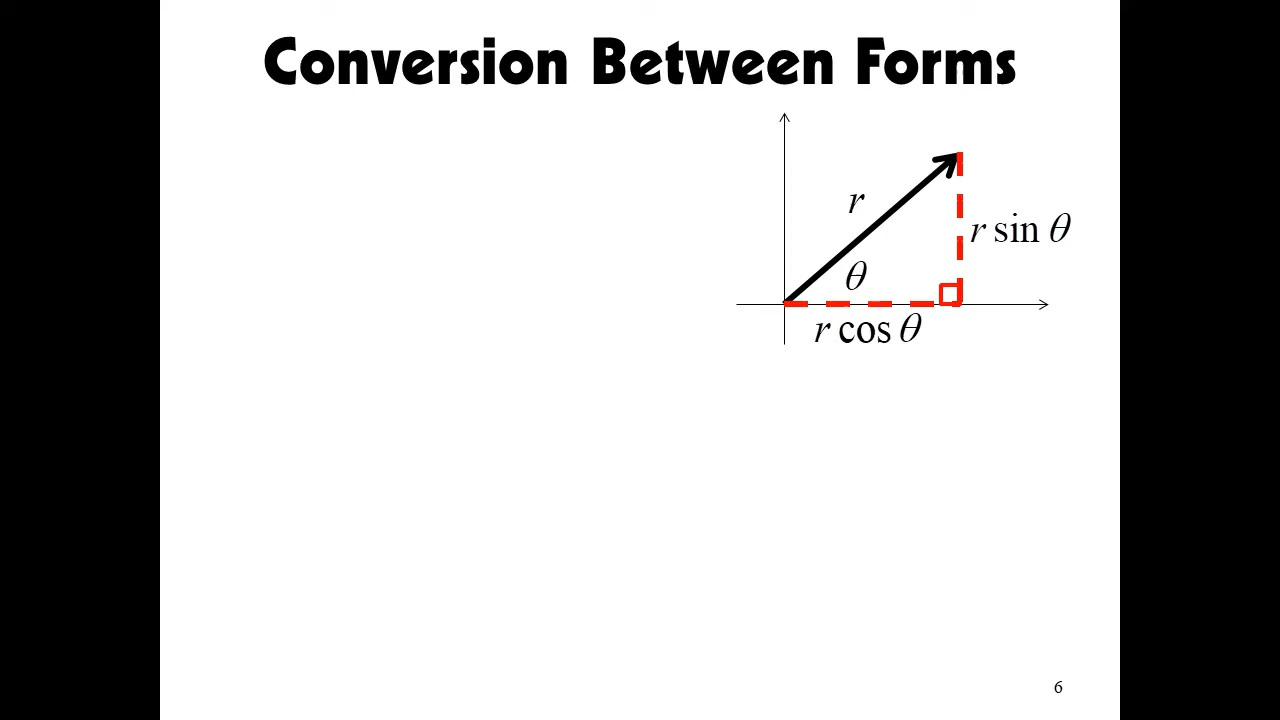 Conversion Between Forms
r
r sin θ
θ
r cos θ
6